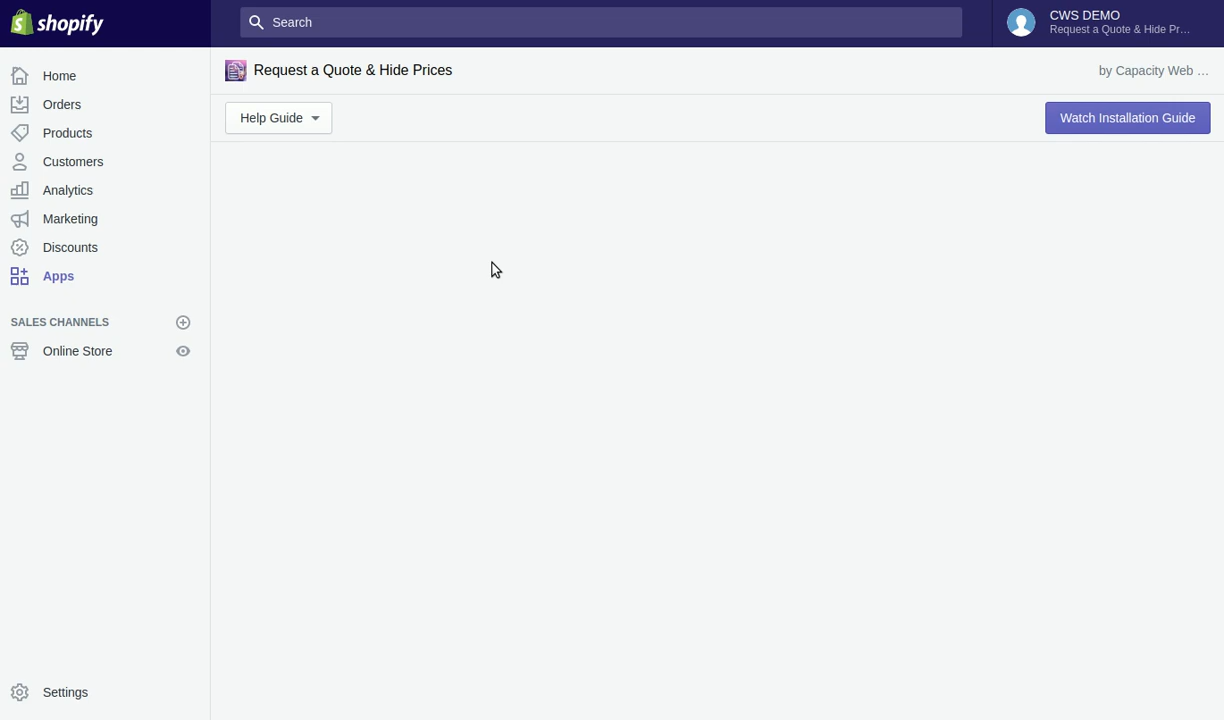 shopify
Search
CWS DEMO
Request a Quote & Hide Pr...
Home
Orders
Products
Customers
Analytics
Marketing
Discounts
Apps
SALES CHANNELS
Online Store
Settings
Request a Quote & Hide Prices
by Capacity Web ...
Help Guide
Watch Installation Guide